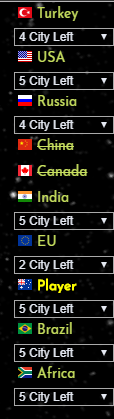 Turkey
4 City Left
USA
5 City Left
Russia
4 City Left
China
Canada
India
5 City Left
EU
2 City Left
Player
5 City Left
Brazil
5 City Left
Africa
5 City Left